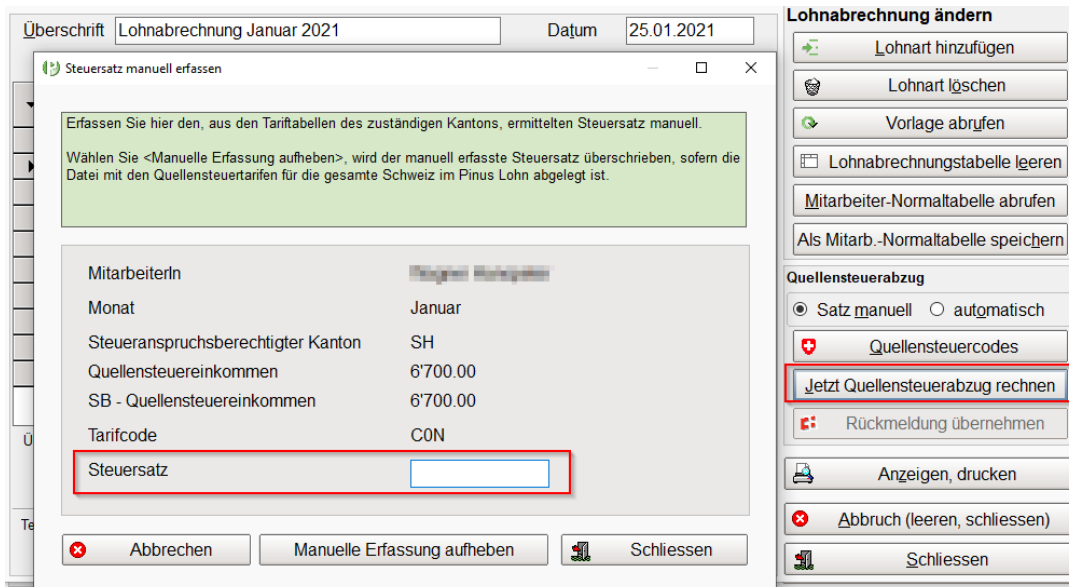 Überschrift Lohnabrechnung Januar 2021 Datum 25.01.2021
Steuersatz manuell erfassen
Erfassen Sie hier den, aus den Tariftabellen des zuständigen Kantons, ermittelten Steuersatz manuell.
Wählen Sie <Manuelle Erfassung aufheben>, wird der manuell erfasste Steuersatz überschrieben, sofern die
Datei mit den Quellensteuertarifen für die gesamte Schweiz im Pinus Lohn abgelegt ist.
MitarbeiterIn
Monat Januar
Steueranspruchsberechtigter Kanton SH
Quellensteuereinkommen 6'700.00
SB - Quellensteuereinkommen 6'700.00
Tarifcode C0N
Steuersatz
Abbrechen Manuelle Erfassung aufheben Schliessen
Ü
Te
Lohnabrechnung ändern
Lohnart hinzufügen
Lohnart löschen
Vorlage abrufen
Lohnabrechnungstabelle leeren
Mitarbeiter-Normaltabelle abrufen
Als Mitarb.-Normaltabelle speichern
Quellensteuerabzug
Satz manuell automatisch
Quellensteuercodes
Jetzt Quellensteuerabzug rechnen
Rückmeldung übernehmen
Anzeigen, drucken
Abbruch (leeren, schliessen)
Schliessen